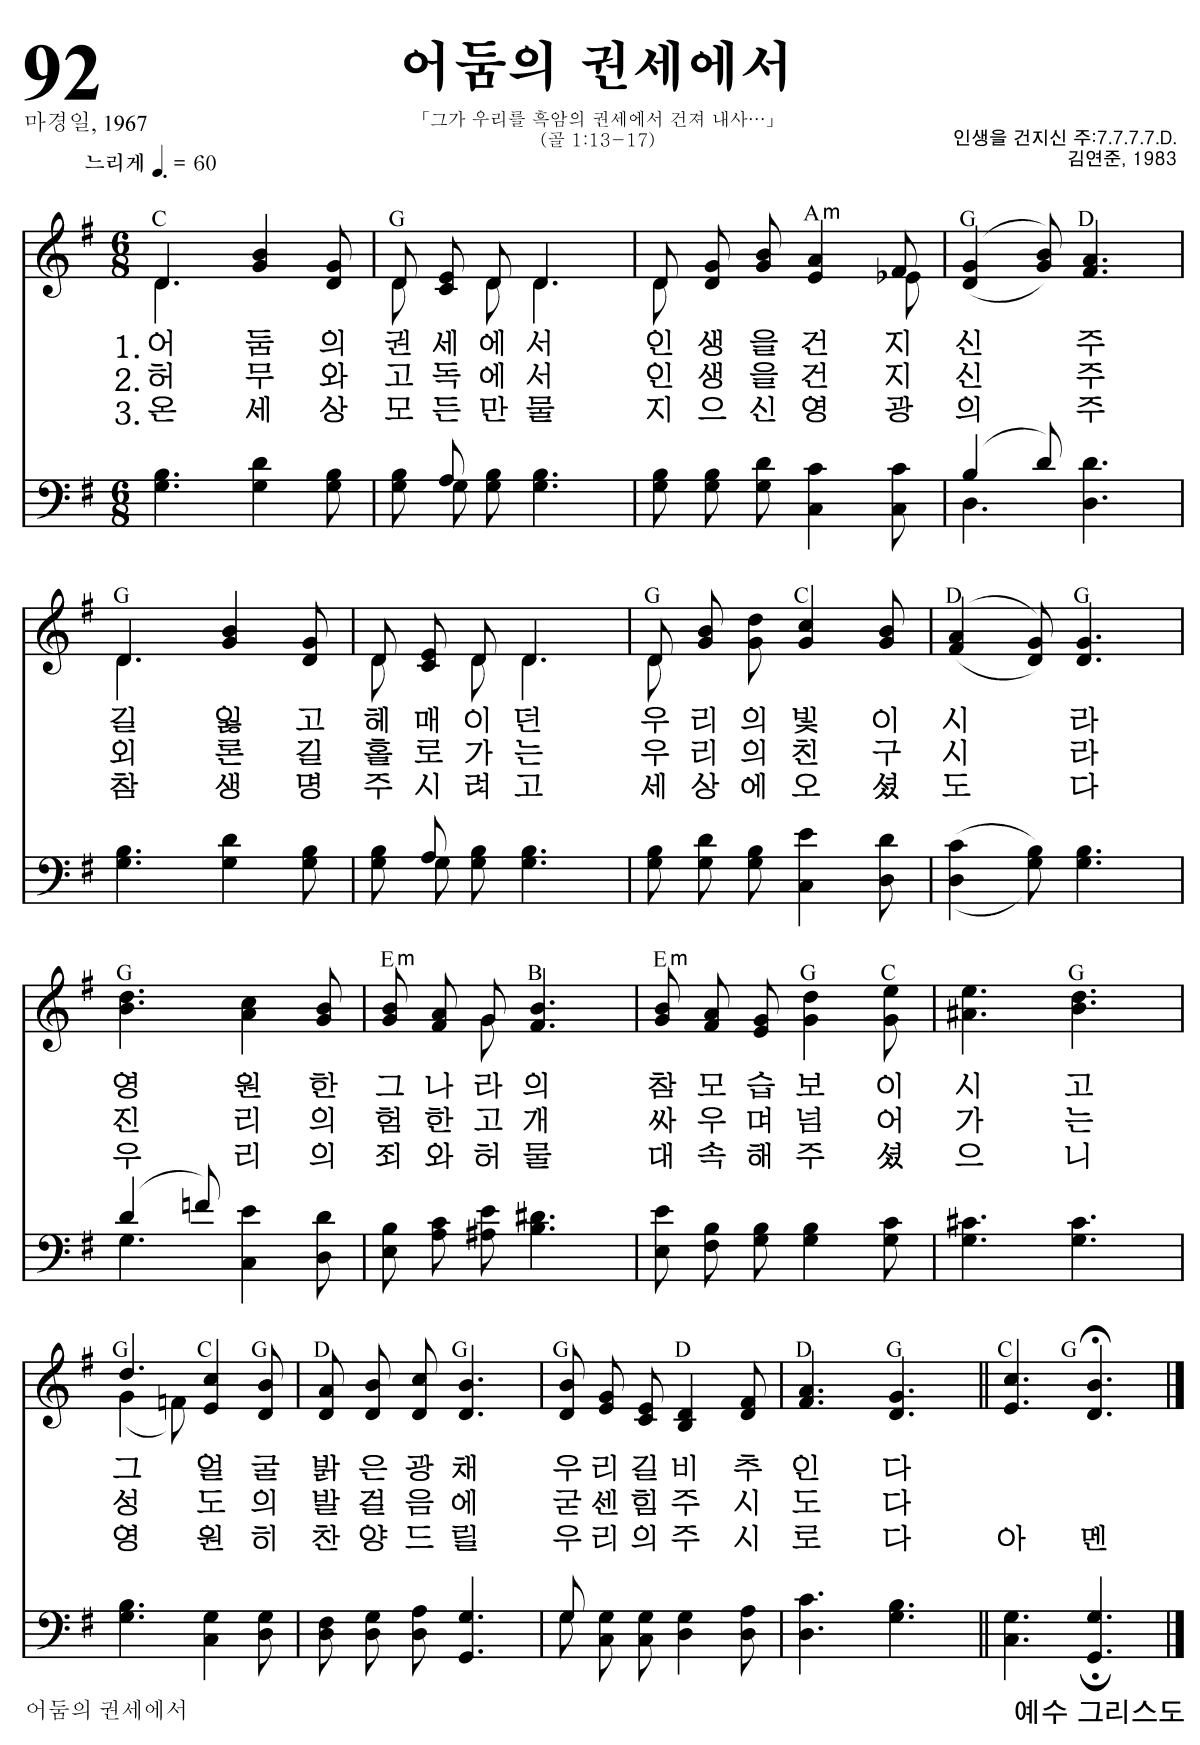 92
어둠의 권세에서
마경일, 1967
「그가 우리를 흑암의 권세에서 건져 내사…」
(골 1:13-17)
인생을 건지신 주:7.7.7.7.D.
김연준, 1983
느리게 ♩. = 60
C G Am G D
1. 어 둠 의 권 세 에 서 인 생 을 건 지 신 주
2. 허 무 와 고 독 에 서 인 생 을 건 지 신 주
3. 온 세 상 모 든 만 물 지 으 신 영 광 의 주
G G C D G
길 잃 고 헤 매 이 던 우 리 의 빛 이 시 라
외 론 길 홀 로 가 는 우 리 의 친 구 시 라
참 생 명 주 시 려 고 세 상 에 오 셨 도 다
G Em B Em G C G
영 원 한 그 나 라 의 참 모 습 보 이 시 고
진 리 의 험 한 고 개 싸 우 며 넘 어 가 는
우 리 의 죄 와 허 물 대 속 해 주 셨 으 니
G C G D G G D D G C G
그 얼 굴 밝 은 광 채 우 리 길 비 추 인 다
성 도 의 발 걸 음 에 굳 센 힘 주 시 도 다
영 원 히 찬 양 드 릴 우 리 의 주 시 로 다 아 멘
어둠의 권세에서
예수 그리스도